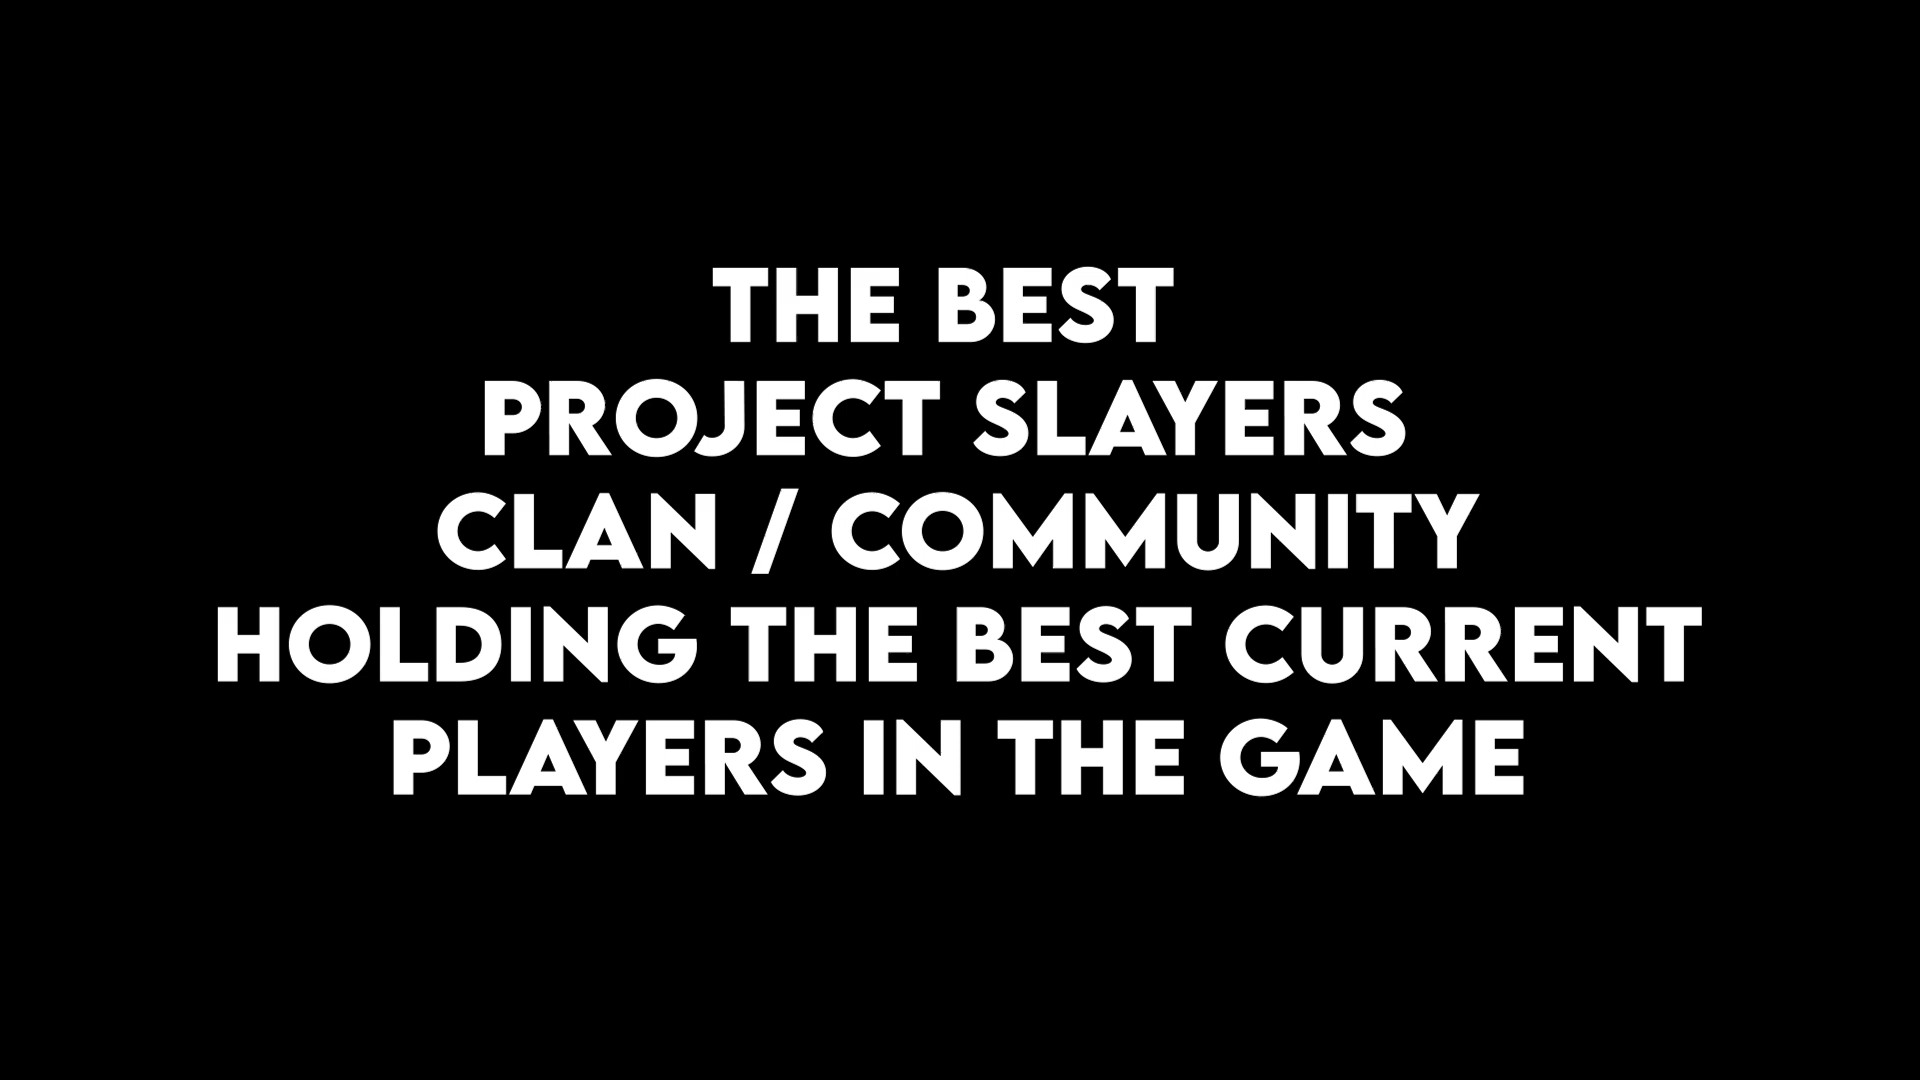 THE BEST
PROJECT SLAYERS
CLAN / COMMUNITY
HOLDING THE BEST CURRENT
PLAYERS IN THE GAME